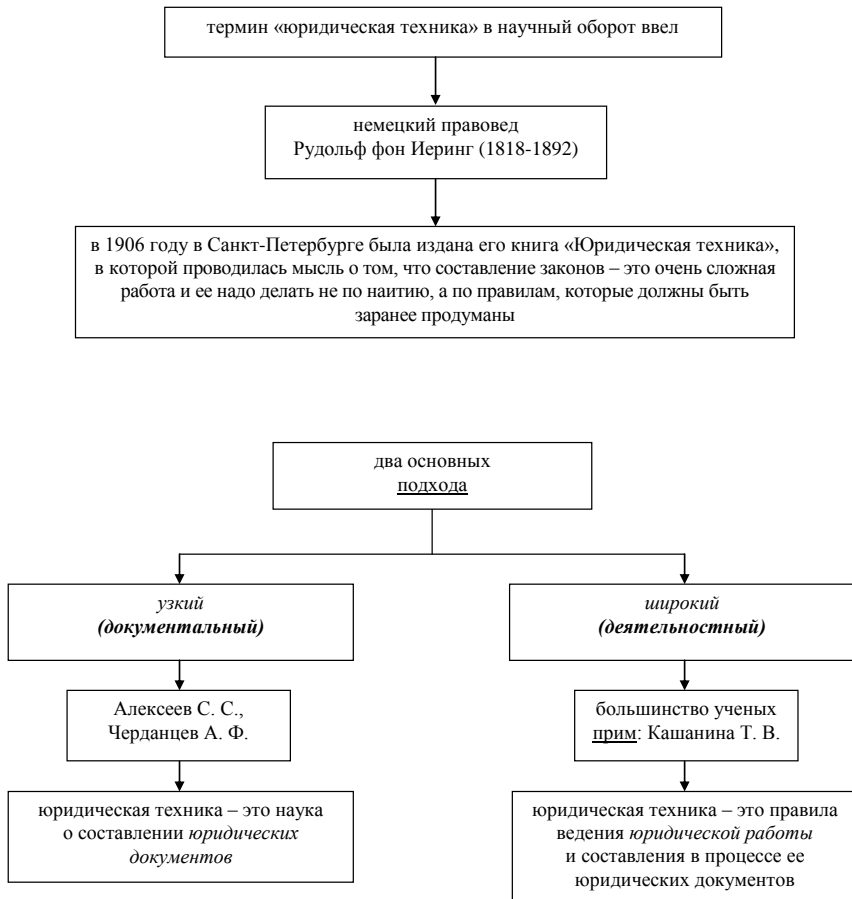 термин «юридическая техника» в научный оборот ввел
немецкий правовед
Рудольф фон Иеринг (1818-1892)
в 1906 году в Санкт-Петербурге была издана его книга «Юридическая техника»,
в которой проводилась мысль о том, что составление законов – это очень сложная
работа и ее надо делать не по наитию, а по правилам, которые должны быть
заранее продуманы
два основных
подхода
узкий
(документальный)
Алексеев С. С.,
Черданцев А. Ф.
юридическая техника – это наука
о составлении юридических
документов
широкий
(деятельностный)
большинство ученых
прим: Кашанина Т. В.
юридическая техника – это правила
ведения юридической работы
и составления в процессе ее
юридических документов